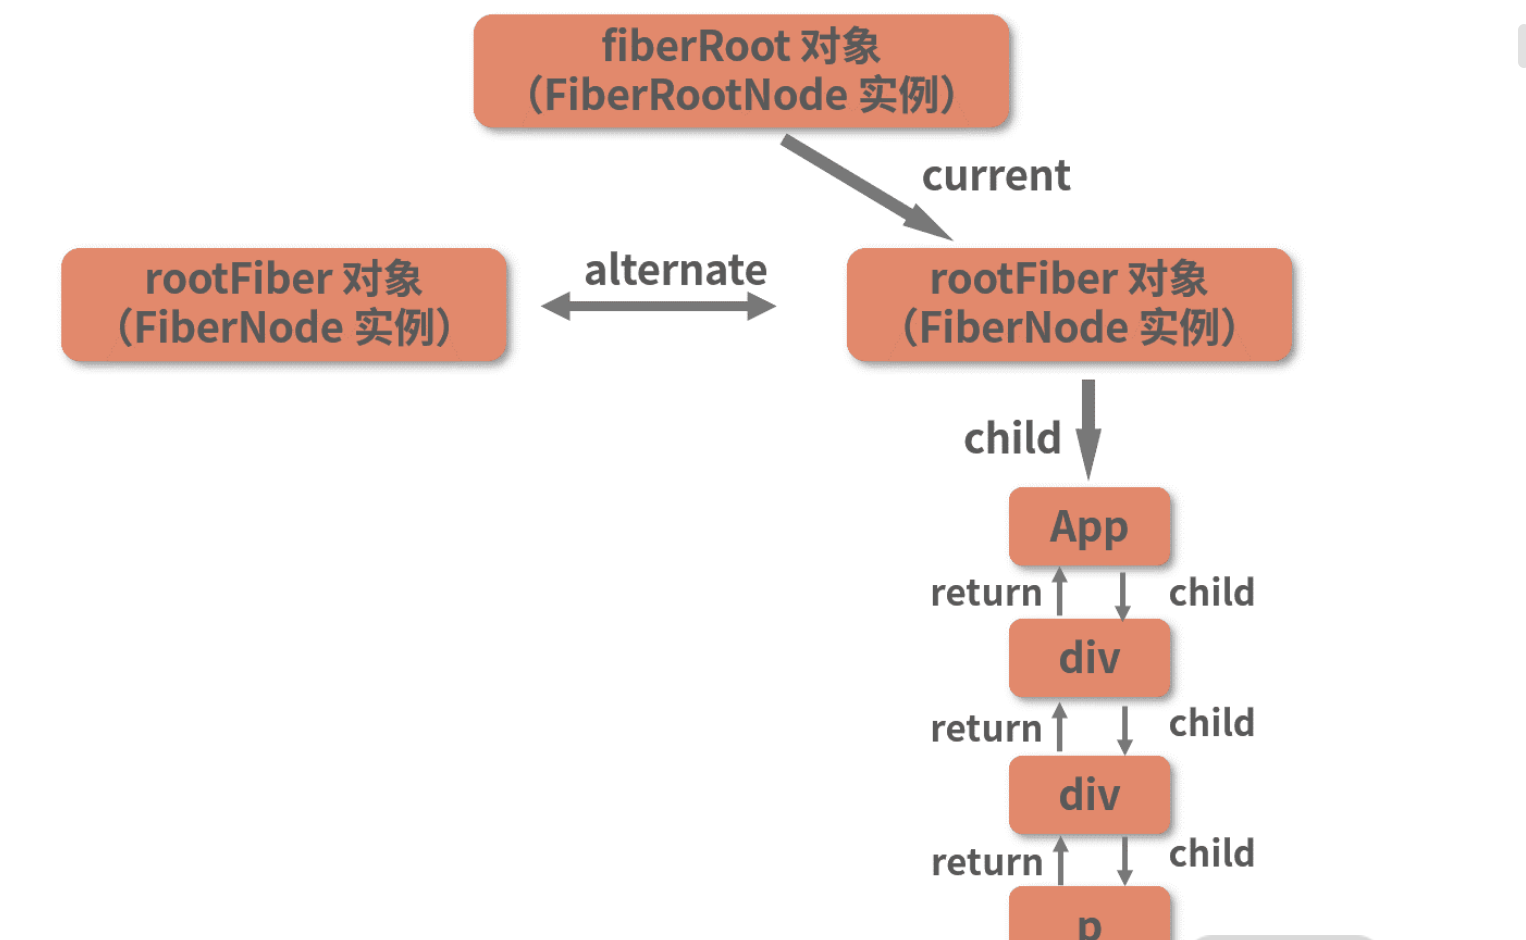 fiberRoot 对象
（FiberRootNode 实例）
current
rootFiber 对象
（FiberNode 实例）
alternate
rootFiber 对象
（FiberNode 实例）
child
App
return
child
div
return
child
div
return
child
p